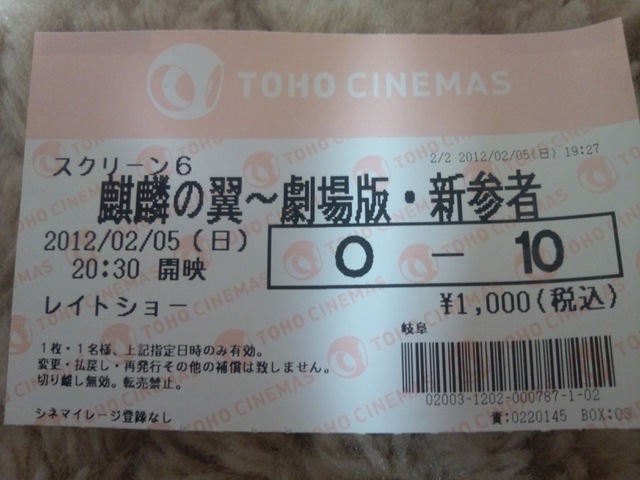 TOHO CINEMAS
2/2 2012/02/05(日) 19:27
スクリーン6
麒麟の翼～劇場版・新参者
2012/02/05 (日)
20:30 開映
O － 10
レイトショー
¥1,000(税込)
岐阜
1枚・1名様、上記指定日時のみ有効。
変更・払戻し・再発行その他の補償は致しません。
切り離し無効。転売禁止。
02003-1202-000787-1-02
シネマイレージ登録なし
責:0220145 BOX:03